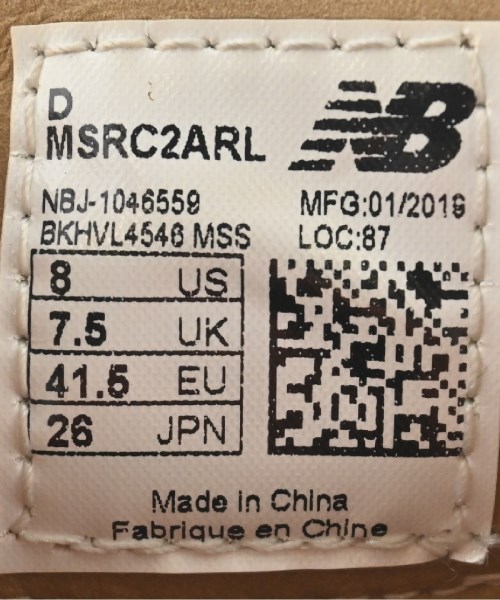 D
MSRC2ARL
NB
NBJ-1046559
MFG:01/2019
BKHVL4546 MSS
LOC:87
8 US
7.5 UK
41.5 EU
26 JPN
Made in China
Fabrique en Chine